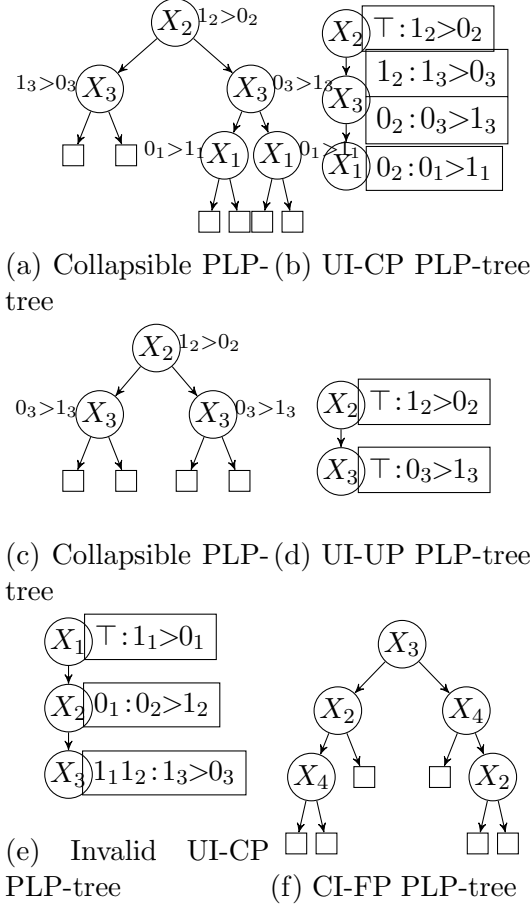 X₂ 1₂>0₂
1₃>0₃ X₃ X₃ 0₃>1₃
0₁>1₁ X₁ X₁ 0₁>1₁
X₂ ⊤:1₂>0₂
X₃ 1₂:1₃>0₃
0₂:0₃>1₃
X₁ 0₂:0₁>1₁
(a) Collapsible PLP-
tree
(b) UI-CP PLP-tree
X₂ 1₂>0₂
0₃>1₃ X₃ X₃ 0₃>1₃
X₂ ⊤:1₂>0₂
X₃ ⊤:0₃>1₃
(c) Collapsible PLP-
tree
(d) UI-UP PLP-tree
X₁ ⊤:1₁>0₁
X₂ 0₁:0₂>1₂
X₃ 1₁1₂:1₃>0₃
(e) Invalid UI-CP
PLP-tree
X₃
X₂ X₄
X₄ X₂
(f) CI-FP PLP-tree